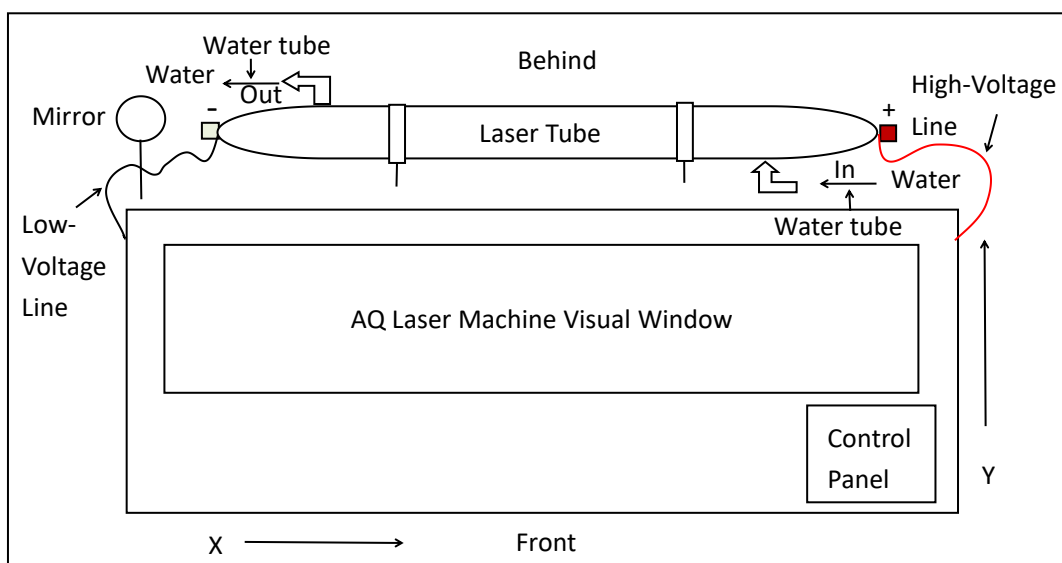 Water tube
Behind
Water
Out
High-Voltage
Line
Mirror
-
+
Laser Tube
In
Water
Water tube
Low-
Voltage
Line
AQ Laser Machine Visual Window
Control
Panel
Y
X
Front